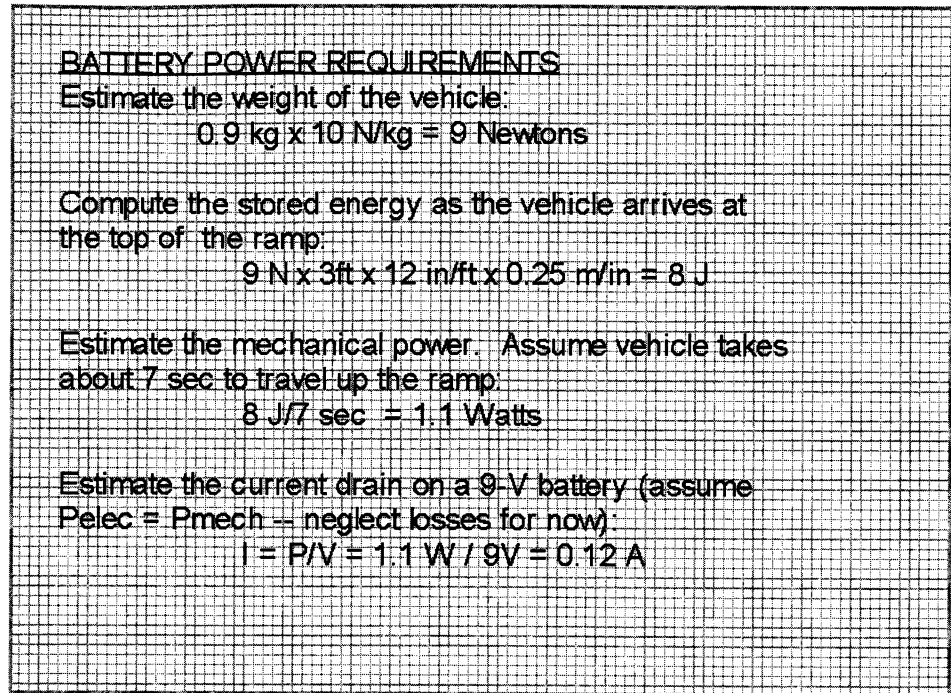 BATTERY POWER REQUIREMENTS
Estimate the weight of the vehicle:
0.9 kg x 10 N/kg = 9 Newtons
Compute the stored energy as the vehicle arrives at
the top of the ramp:
9 N x 3ft x 12 in/ft x 0.25 m/in = 8 J
Estimate the mechanical power. Assume vehicle takes
about 7 sec to travel up the ramp:
8 J/7 sec = 1.1 Watts
Estimate the current drain on a 9-V battery (assume
Pelec = Pmech -- neglect losses for now):
I = P/V = 1.1 W / 9V = 0.12 A